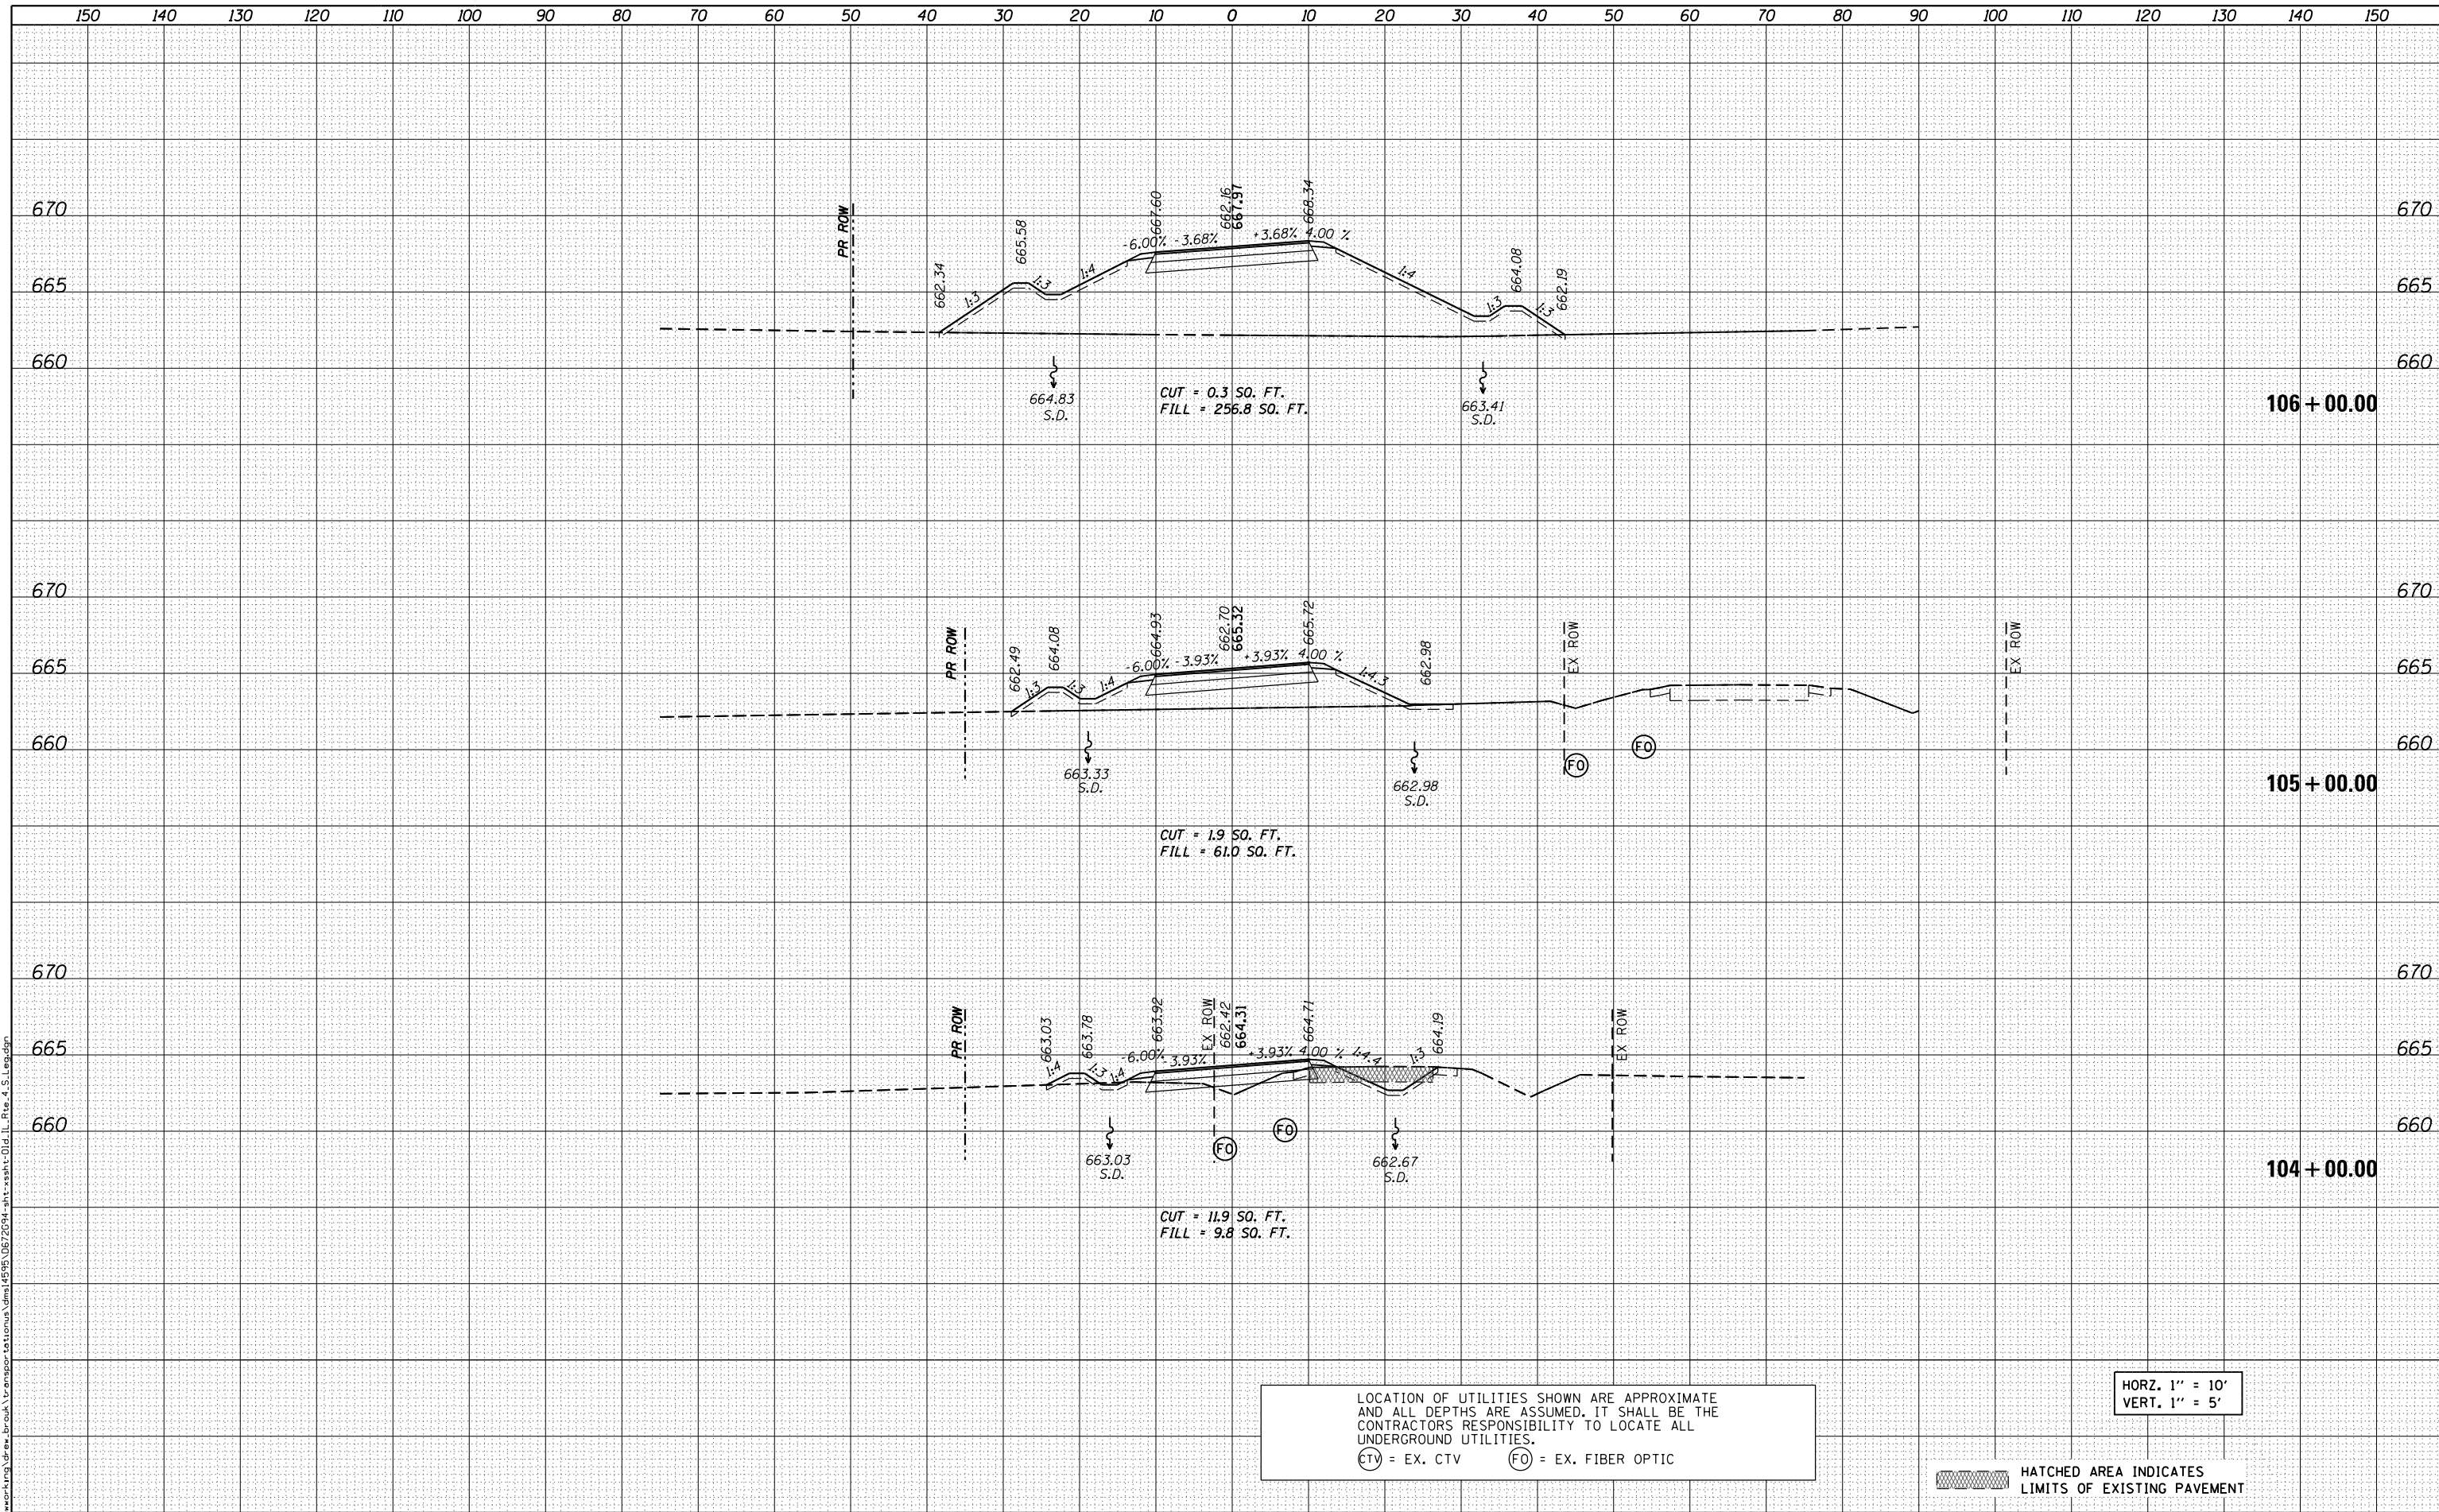 150 140 130 120 110 100 90 80 70 60 50 40 30 20 10 0 10 20 30 40 50 60 70 80 90 100 110 120 130 140 150
670 670
665 665
660 660
PR ROW
662.34
665.58
667.60
662.16
667.97
668.34
664.08
662.19
1:3 1:3 1:4 -6.00% -3.68% +3.68% 4.00 % 1:4 1:3 1:3
664.83
S.D.
663.41
S.D.
CUT = 0.3 SQ. FT.
FILL = 256.8 SQ. FT.
106+00.00
670 670
665 665
660 660
PR ROW
662.49
664.08
664.93
662.70
665.32
665.72
662.98
EX ROW
EX ROW
1:3 1:3 1:4 -6.00% -3.93% +3.93% 4.00 % 1:4.3
FO
FO
663.33
S.D.
662.98
S.D.
105+00.00
CUT = 1.9 SQ. FT.
FILL = 61.0 SQ. FT.
670 670
665 665
660 660
PR ROW
663.03
663.78
663.92
EX ROW
662.42
664.31
664.71
664.19
EX ROW
1:4 1:3 1:4 -6.00% -3.93% +3.93% 4.00 % 1:4.4 1:3
FO
FO
663.03
S.D.
662.67
S.D.
104+00.00
CUT = 11.9 SQ. FT.
FILL = 9.8 SQ. FT.
LOCATION OF UTILITIES SHOWN ARE APPROXIMATE
AND ALL DEPTHS ARE ASSUMED. IT SHALL BE THE
CONTRACTORS RESPONSIBILITY TO LOCATE ALL
UNDERGROUND UTILITIES.
CTV = EX. CTV FO = EX. FIBER OPTIC
HORZ. 1" = 10'
VERT. 1" = 5'
HATCHED AREA INDICATES
LIMITS OF EXISTING PAVEMENT